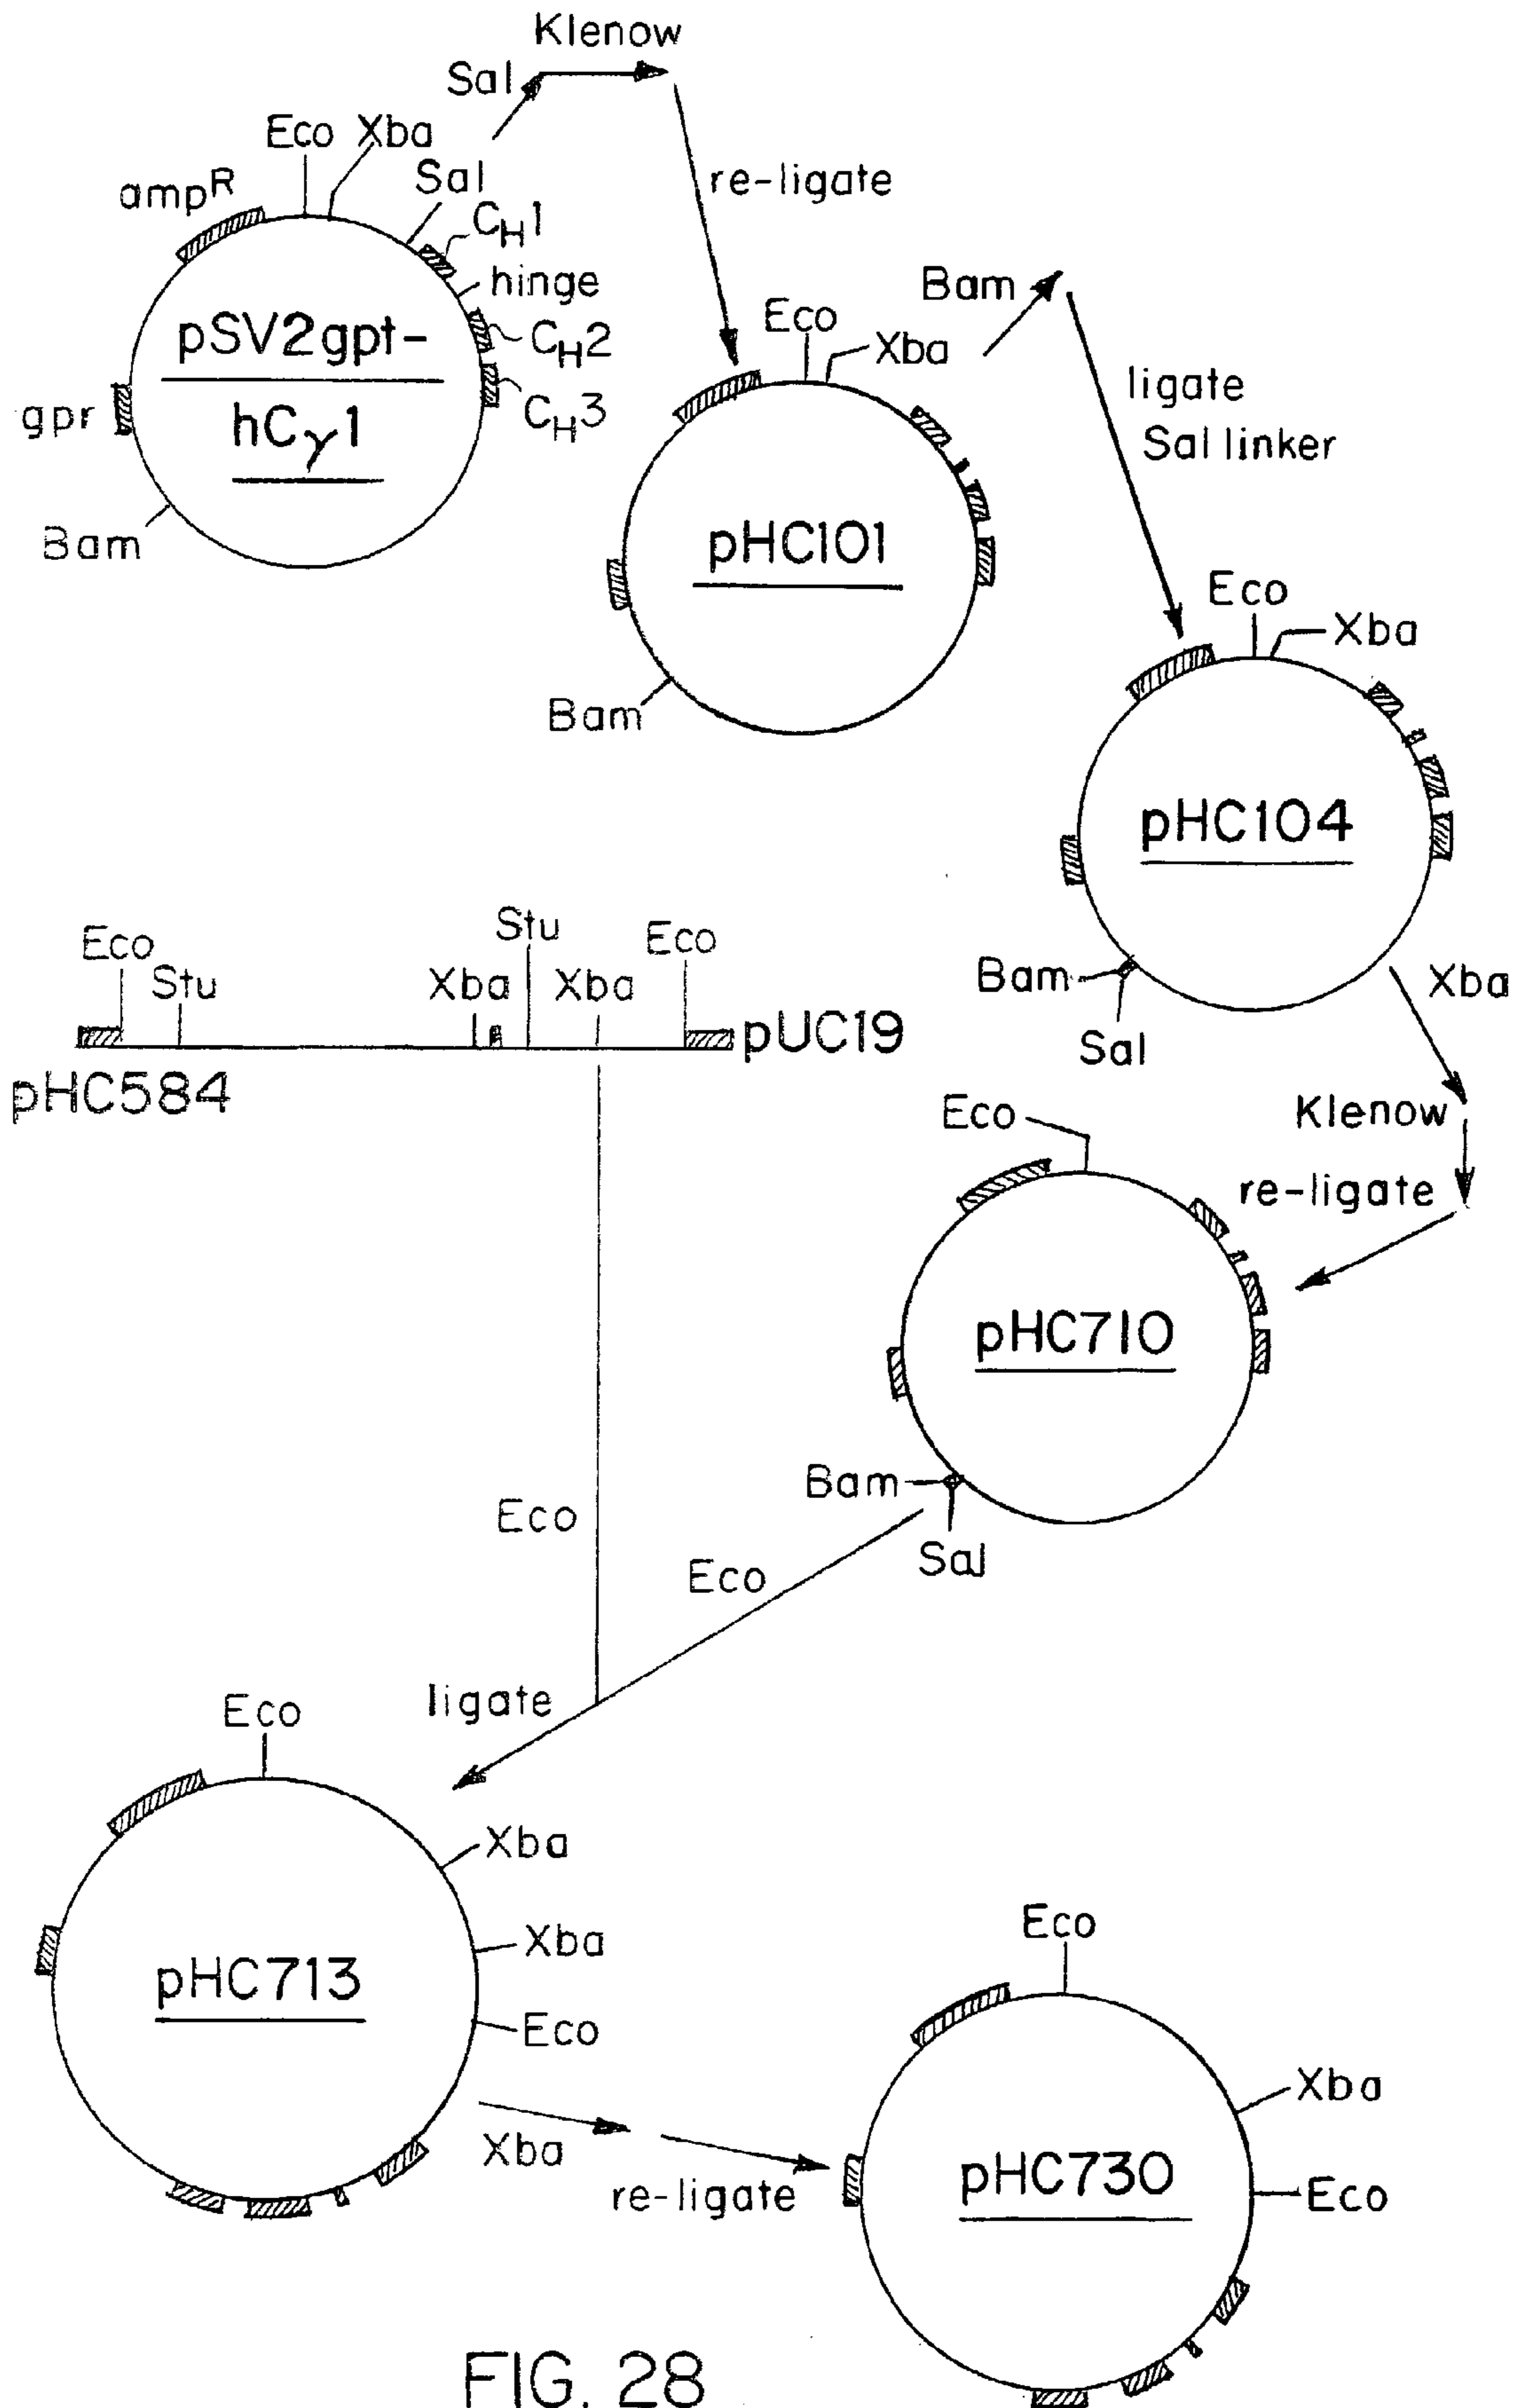 Klenow
Sal
Eco Xba
ampR
Sal
re-ligate
CH1
hinge
CH2
CH3
pSV2gpt-
hCγ1
gpr
Bam
Bam
Eco
Xba
ligate
Sal linker
pHC101
Bam
Eco
Xba
pHC104
Bam
Sal
Xba
Klenow
re-ligate
Eco
Stu
Xba
Stu
Xba
Eco
pUC19
pHC584
Eco
pHC710
Bam
Sal
Eco
Eco
ligate
Eco
Xba
Xba
Eco
pHC713
Xba
re-ligate
Eco
Xba
Eco
pHC730
FIG. 28